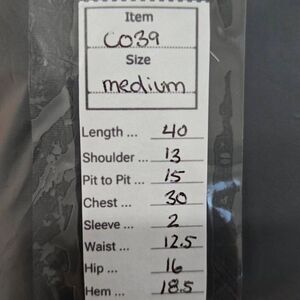 Item
CO39
Size
medium
Length ... 40
Shoulder ... 13
Pit to Pit ... 15
Chest ... 30
Sleeve ... 2
Waist ... 12.5
Hip ... 16
Hem ... 18.5